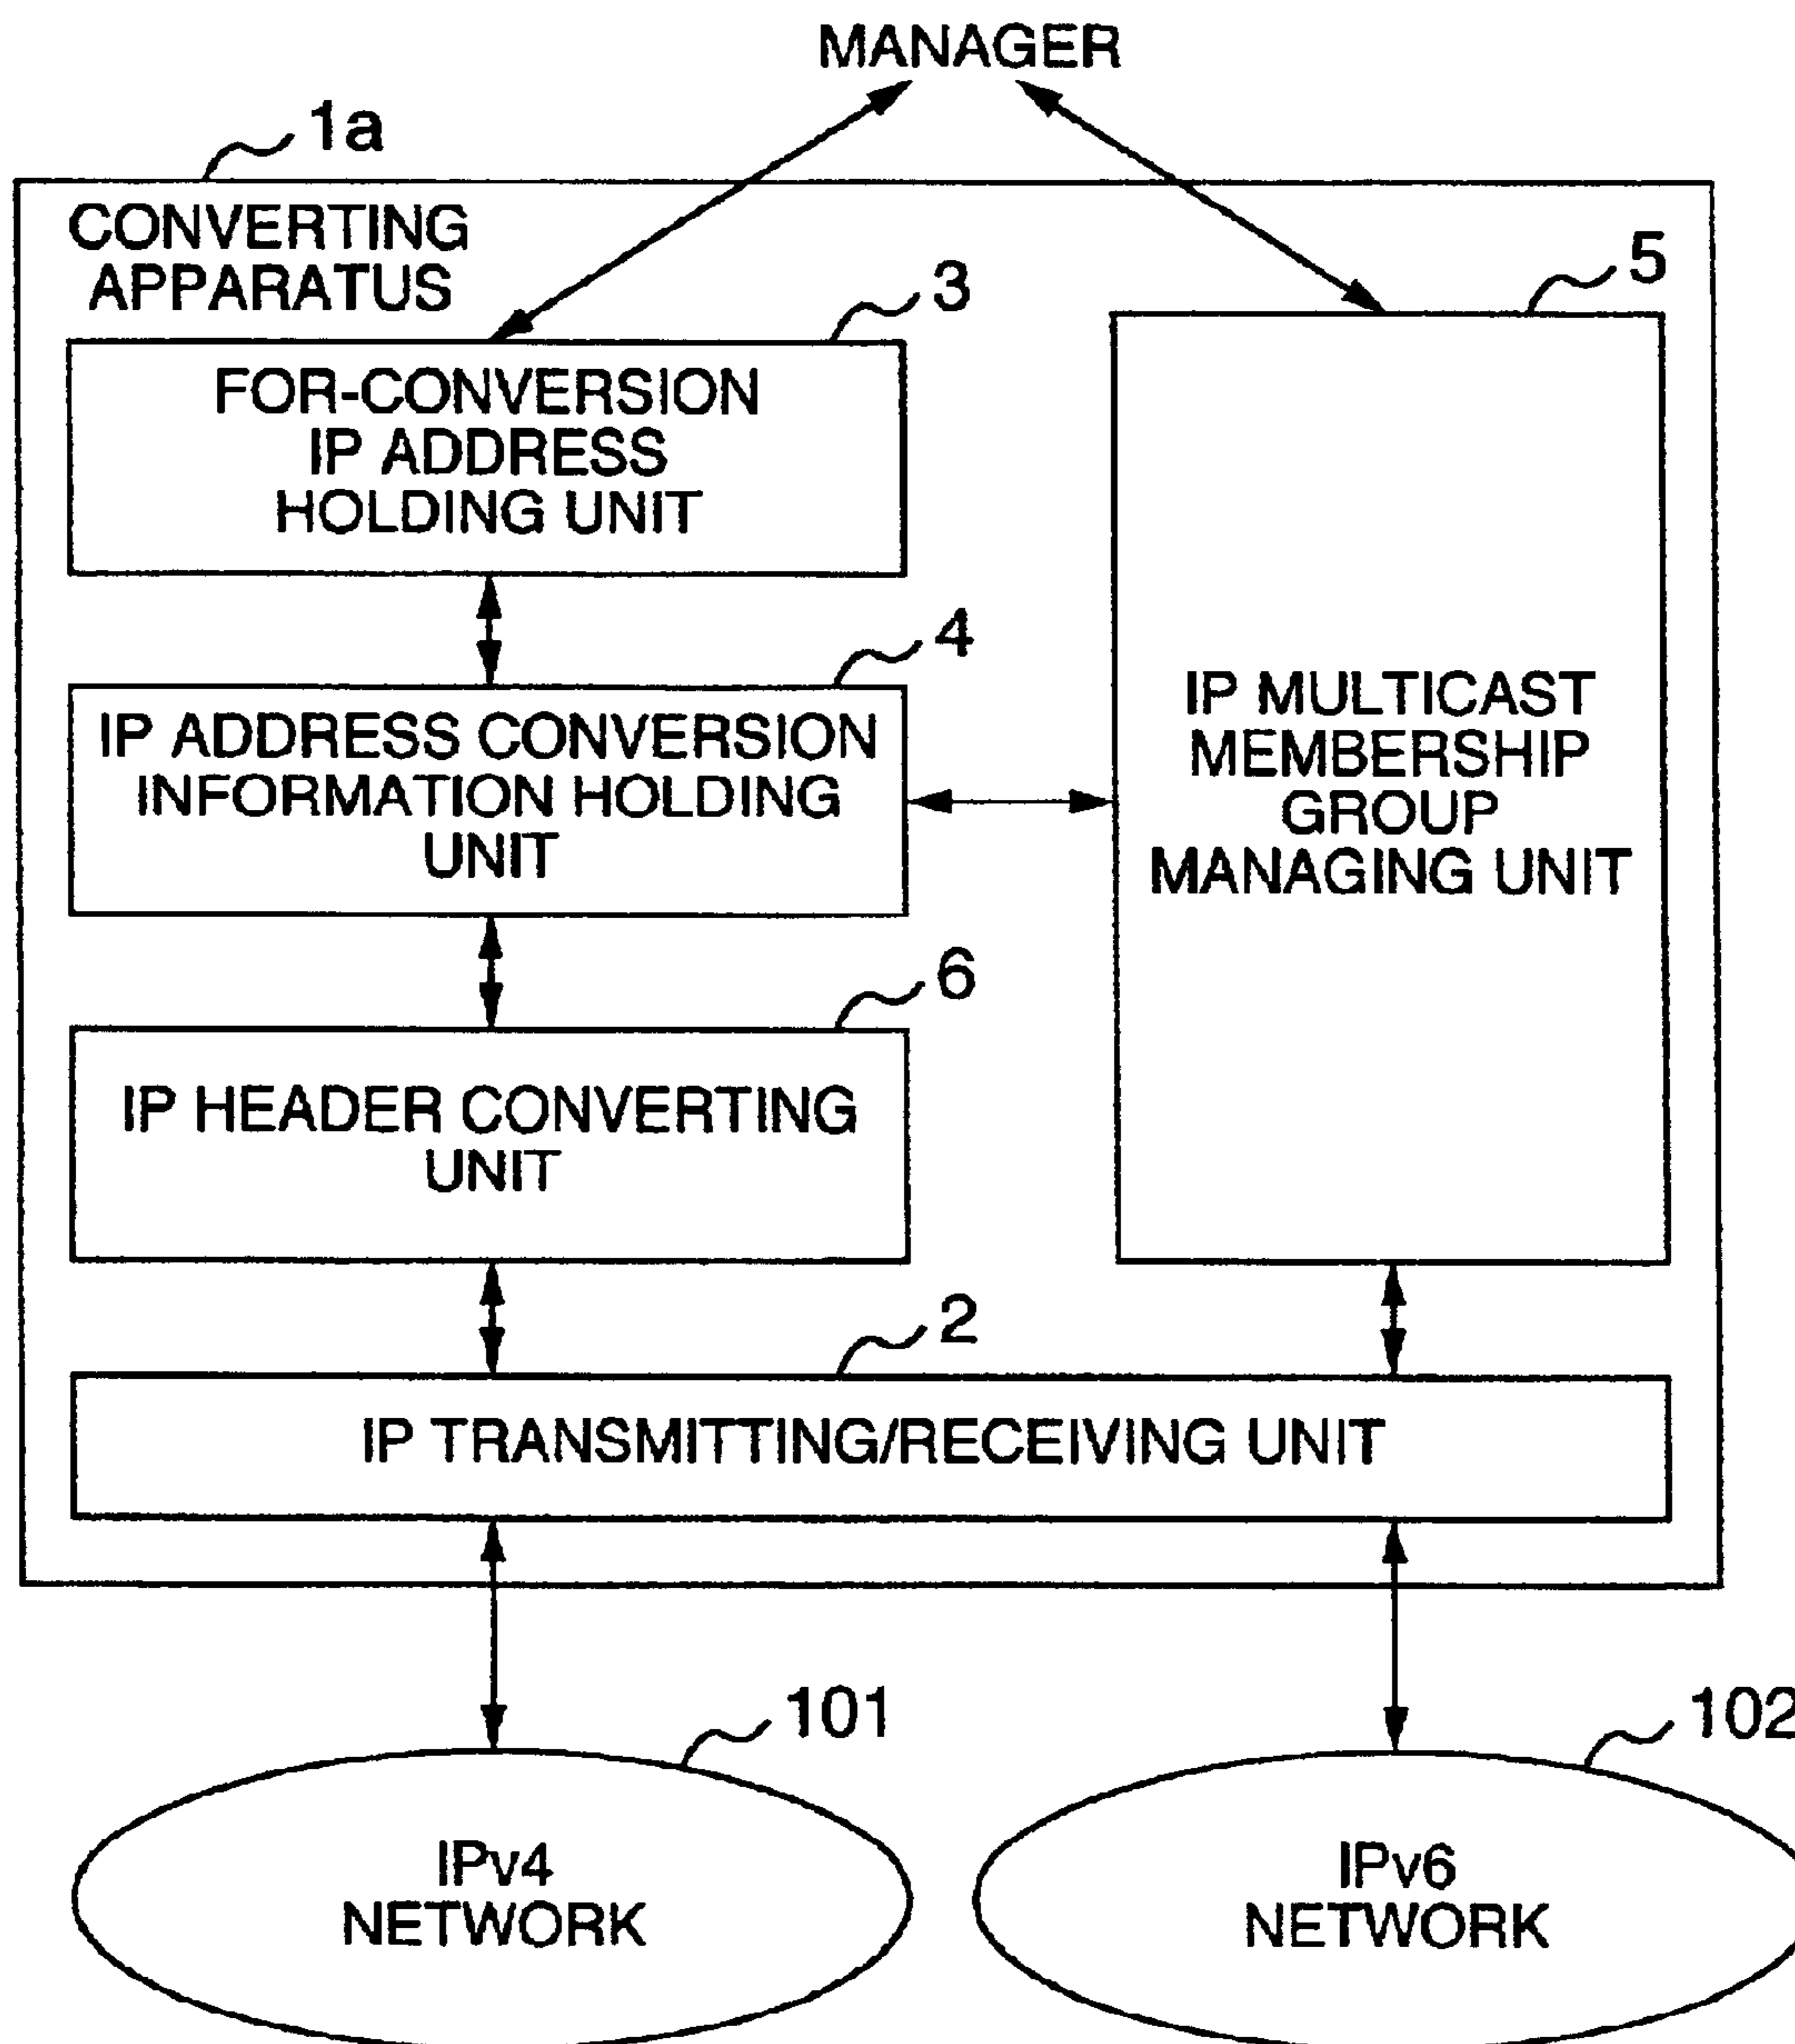 MANAGER
1a
CONVERTING
APPARATUS
3
5
FOR-CONVERSION
IP ADDRESS
HOLDING UNIT
4
IP ADDRESS CONVERSION
INFORMATION HOLDING
UNIT
IP MULTICAST
MEMBERSHIP
GROUP
MANAGING UNIT
6
IP HEADER CONVERTING
UNIT
2
IP TRANSMITTING/RECEIVING UNIT
101
102
IPv4
NETWORK
IPv6
NETWORK